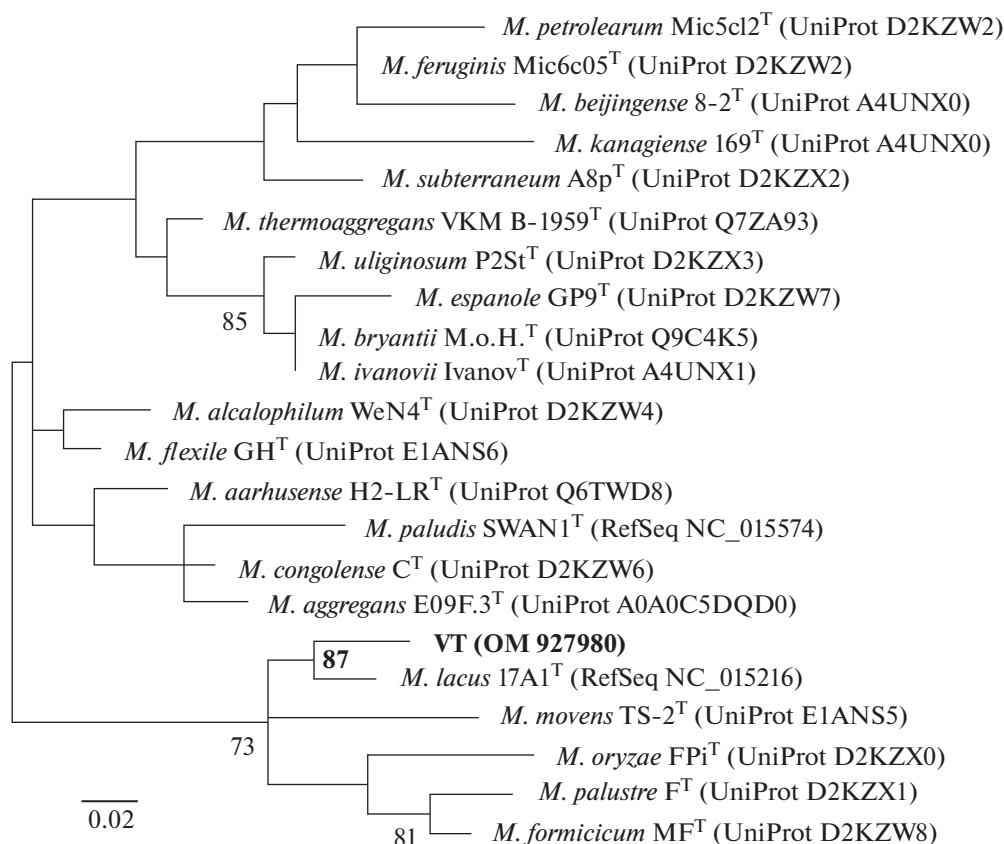 M. petrolearum Mic5cl2ᵀ (UniProt D2KZW2)
M. feruginis Mic6c05ᵀ (UniProt D2KZW2)
M. beijingense 8-2ᵀ (UniProt A4UNX0)
M. kanagiense 169ᵀ (UniProt A4UNX0)
M. subterraneum A8pᵀ (UniProt D2KZX2)
M. thermoaggregans VKM B-1959ᵀ (UniProt Q7ZA93)
M. uliginosum P2Stᵀ (UniProt D2KZX3)
M. espanole GP9ᵀ (UniProt D2KZW7)
85
M. bryantii M.o.H.ᵀ (UniProt Q9C4K5)
M. ivanovii Ivanovᵀ (UniProt A4UNX1)
M. alcalophilum WeN4ᵀ (UniProt D2KZW4)
M. flexile GHᵀ (UniProt E1ANS6)
M. aarhusense H2-LRᵀ (UniProt Q6TWD8)
M. paludis SWAN1ᵀ (RefSeq NC_015574)
M. congolense Cᵀ (UniProt D2KZW6)
M. aggregans E09F.3ᵀ (UniProt A0A0C5DQD0)
VT (OM 927980)
87
M. lacus 17A1ᵀ (RefSeq NC_015216)
M. movens TS-2ᵀ (UniProt E1ANS5)
73
M. oryzae FPiᵀ (UniProt D2KZX0)
M. palustre Fᵀ (UniProt D2KZX1)
0.02
81
M. formicicum MFᵀ (UniProt D2KZW8)